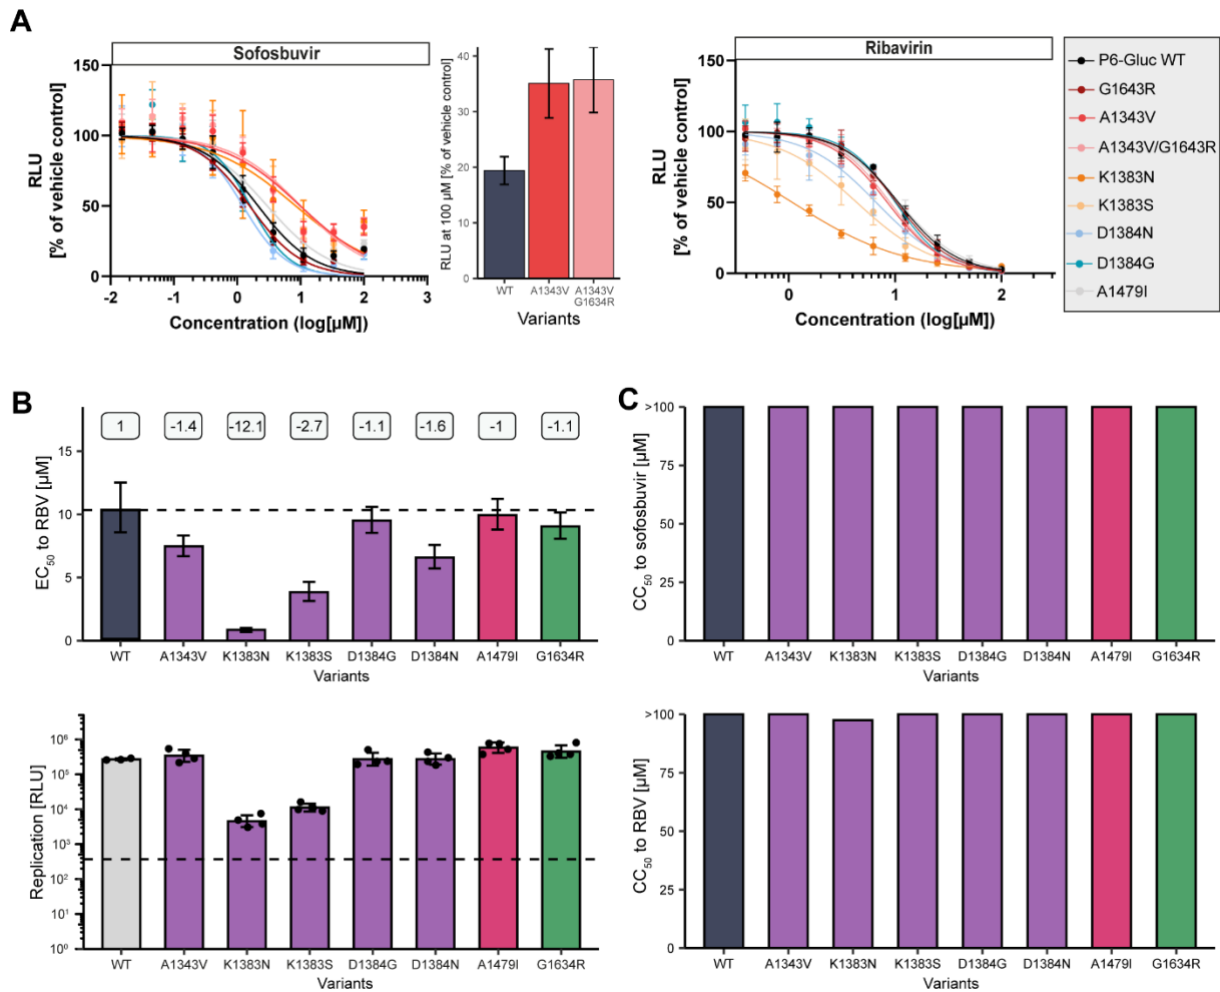 A
Sofosbuvir
150
100
50
0
RLU
[% of vehicle control]
-2
-1
0
1
2
3
Concentration (log[µM])
40
30
20
10
0
RLU at 100 µM [% of vehicle control]
WT
A1343V
A1343V
G1634R
Variants
Ribavirin
150
100
50
0
RLU
[% of vehicle control]
0
1
2
Concentration (log[µM])
P6-Gluc WT
G1643R
A1343V
A1343V/G1643R
K1383N
K1383S
D1384N
D1384G
A1479I
B
1
-1.4
-12.1
-2.7
-1.1
-1.6
-1
-1.1
15
10
5
0
EC₅₀ to RBV [µM]
WT
A1343V
K1383N
K1383S
D1384G
D1384N
A1479I
G1634R
Variants
10⁶
10⁵
10⁴
10³
10²
10¹
10⁰
Replication [RLU]
WT
A1343V
K1383N
K1383S
D1384G
D1384N
A1479I
G1634R
Variants
C
>100
75
50
25
0
CC₅₀ to sofosbuvir [µM]
WT
A1343V
K1383N
K1383S
D1384G
D1384N
A1479I
G1634R
Variants
>100
75
50
25
0
CC₅₀ to RBV [µM]
WT
A1343V
K1383N
K1383S
D1384G
D1384N
A1479I
G1634R
Variants